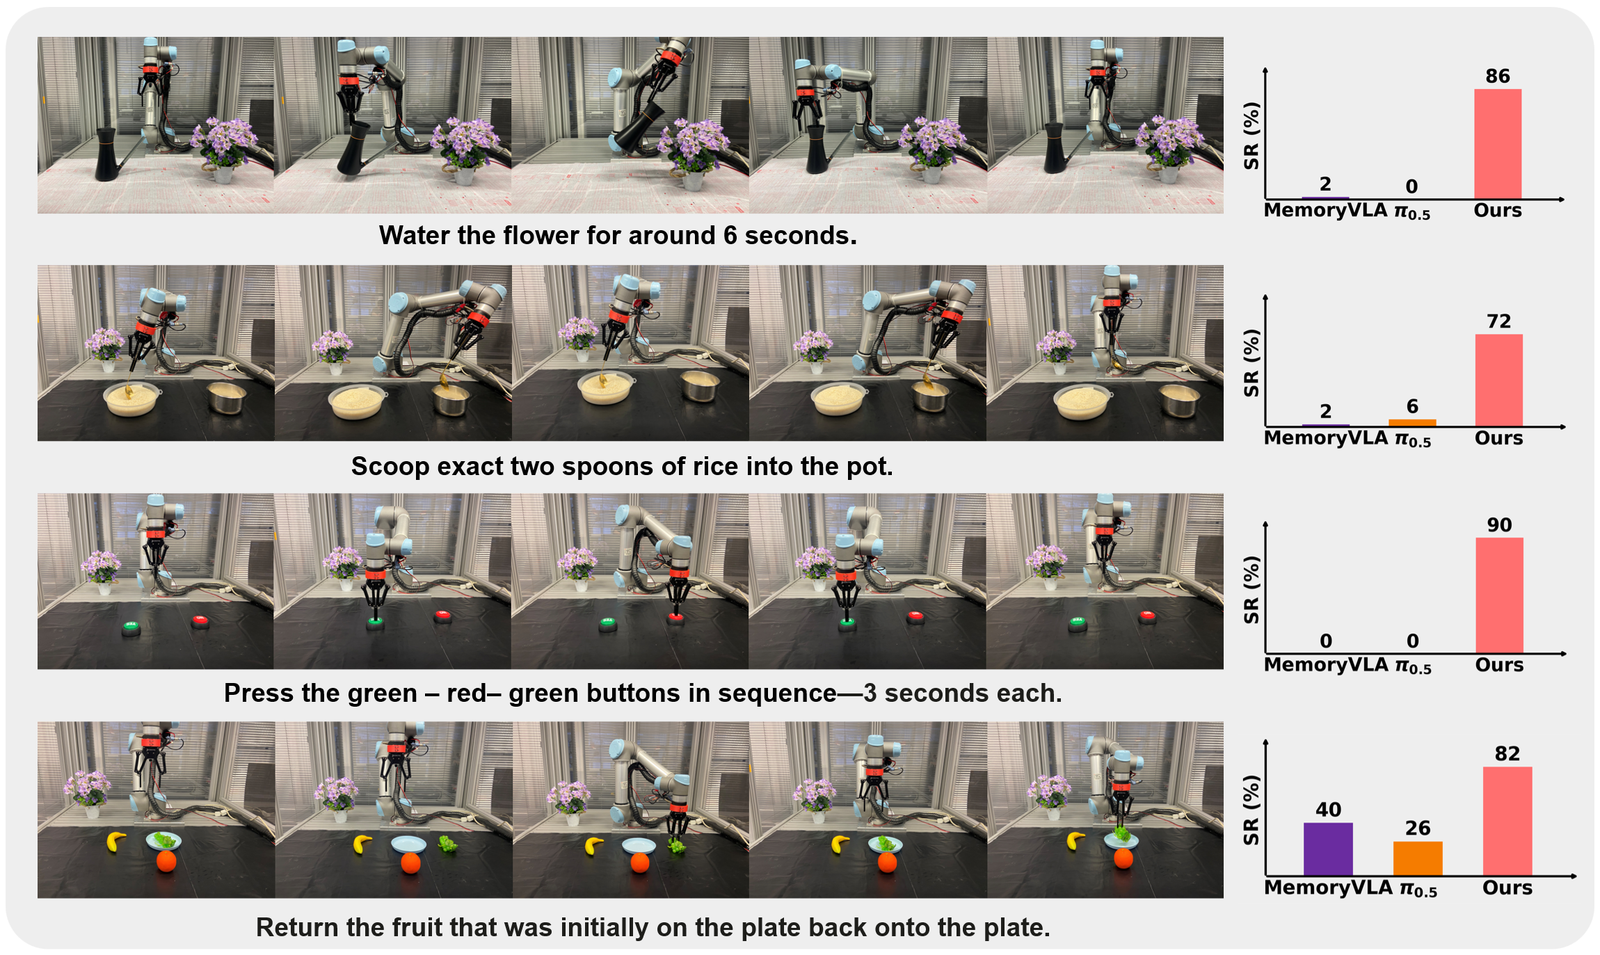 SR (%)
86
2
0
MemoryVLA π0.5 Ours
Water the flower for around 6 seconds.
SR (%)
72
2
6
MemoryVLA π0.5 Ours
Scoop exact two spoons of rice into the pot.
SR (%)
90
0
0
MemoryVLA π0.5 Ours
Press the green – red– green buttons in sequence—3 seconds each.
SR (%)
82
40
26
MemoryVLA π0.5 Ours
Return the fruit that was initially on the plate back onto the plate.